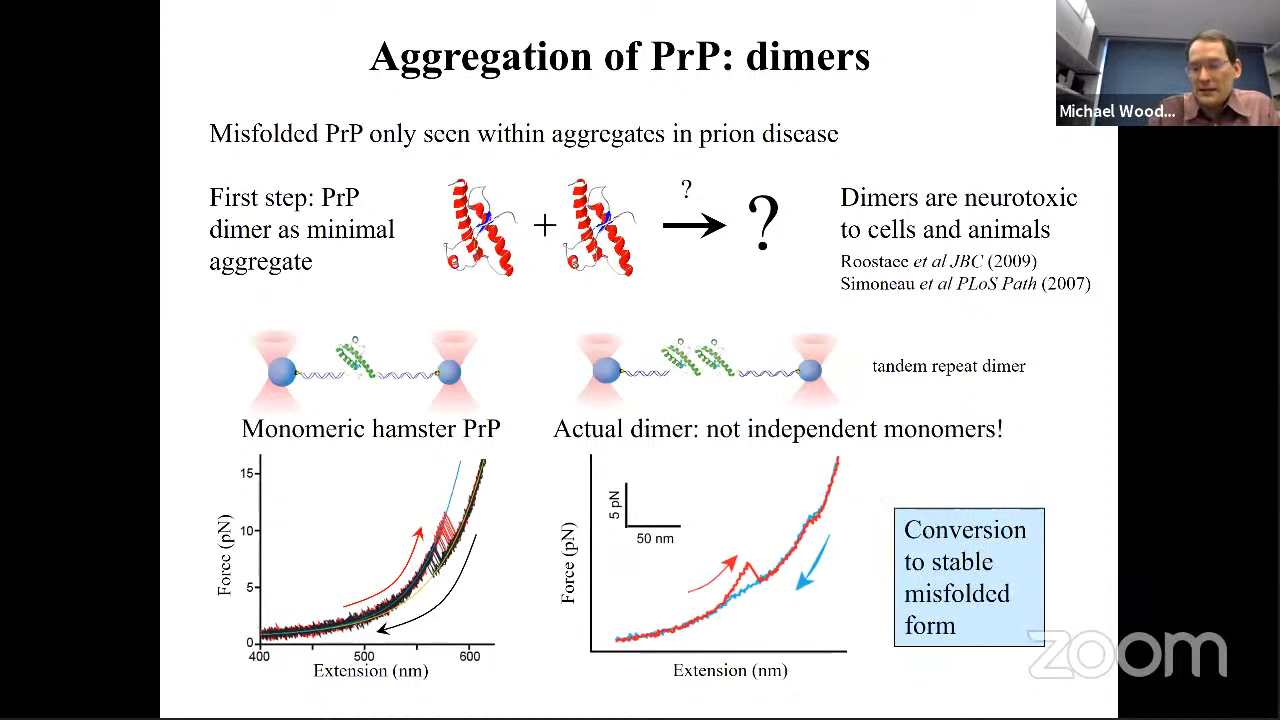 Aggregation of PrP: dimers
Michael Wood...
Misfolded PrP only seen within aggregates in prion disease
First step: PrP
dimer as minimal
aggregate
+
?
?
Dimers are neurotoxic
to cells and animals
Roostaee et al JBC (2009)
Simoneau et al PLoS Path (2007)
tandem repeat dimer
Monomeric hamster PrP
Actual dimer: not independent monomers!
15
10
5
0
Force (pN)
400
500
600
Extension (nm)
5 pN
50 nm
Force (pN)
Extension (nm)
Conversion
to stable
misfolded
form
zoom